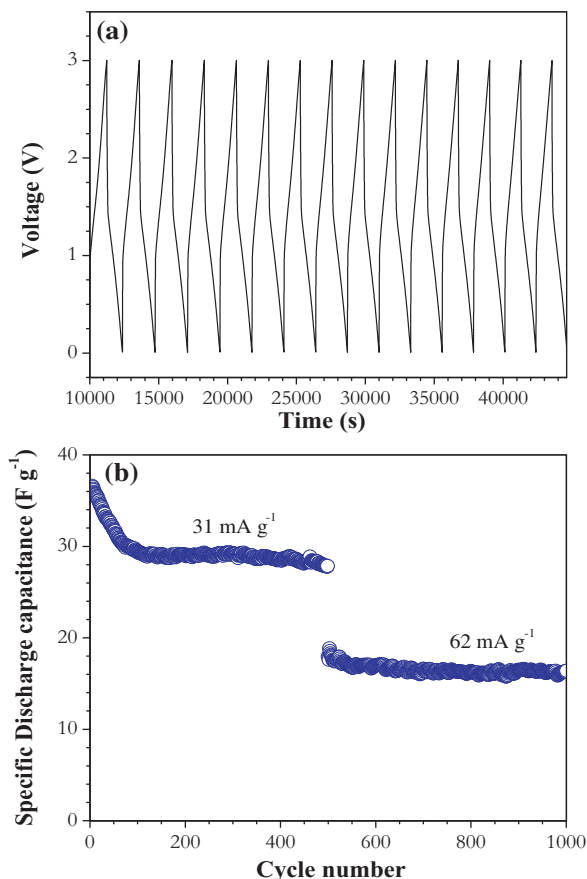 (a)
3
2
1
0
Voltage (V)
10000 15000 20000 25000 30000 35000 40000
Time (s)
(b)
40
30
20
10
0
Specific Discharge capacitance (F g⁻¹)
31 mA g⁻¹
62 mA g⁻¹
0 200 400 600 800 1000
Cycle number